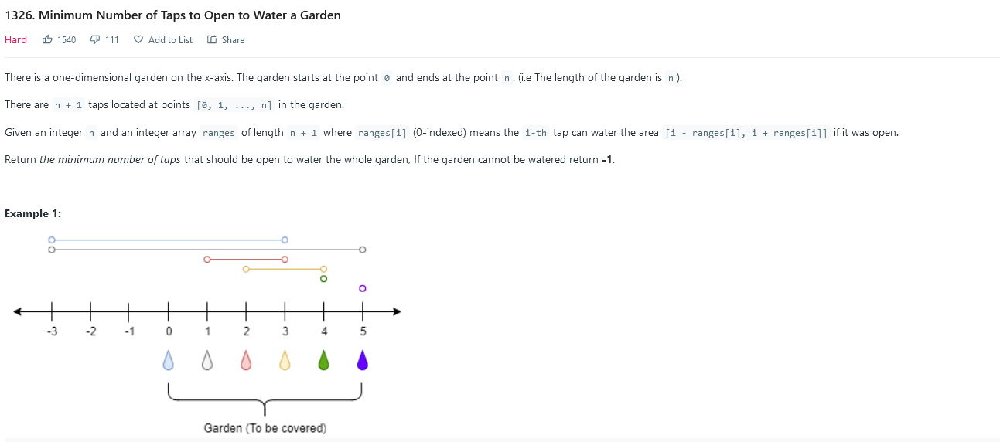 1326. Minimum Number of Taps to Open to Water a Garden
Hard 1540 111 Add to List Share
There is a one-dimensional garden on the x-axis. The garden starts at the point 0 and ends at the point n. (i.e The length of the garden is n).
There are n + 1 taps located at points [0, 1, ..., n] in the garden.
Given an integer n and an integer array ranges of length n + 1 where ranges[i] (0-indexed) means the i-th tap can water the area [i - ranges[i], i + ranges[i]] if it was open.
Return the minimum number of taps that should be open to water the whole garden, If the garden cannot be watered return -1.
Example 1:
-3 -2 -1 0 1 2 3 4 5
Garden (To be covered)